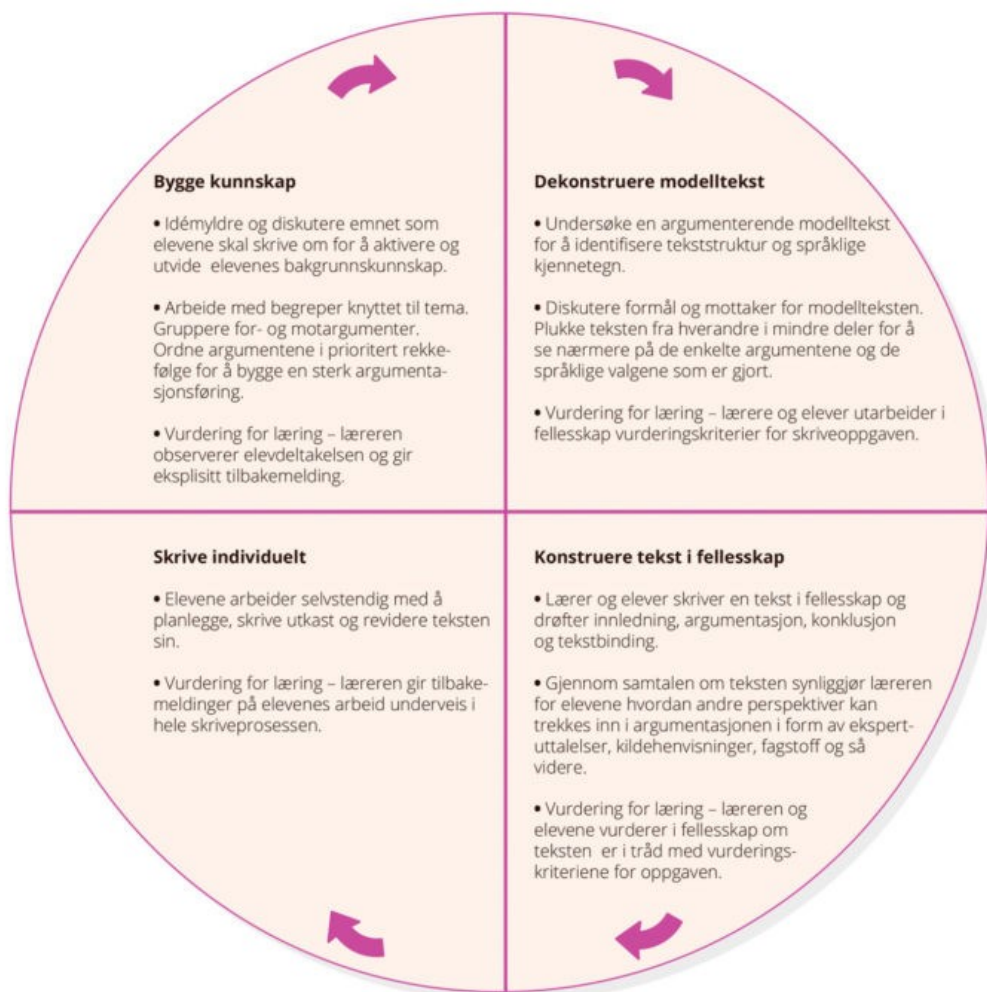 Bygge kunnskap
• Idémyldre og diskutere emnet som
elevene skal skrive om for å aktivere og
utvide  elevenes bakgrunnskunnskap.
• Arbeide med begreper knyttet til tema.
Gruppere for- og motargumenter.
Ordne argumentene i prioritert rekke-
følge for å bygge en sterk argumenta-
sjonsføring.
• Vurdering for læring – læreren
observerer elevdeltakelsen og gir
eksplisitt tilbakemelding.
Dekonstruere modelltekst
• Undersøke en argumenterende modelltekst
for å identifisere tekststruktur og språklige
kjennetegn.
• Diskutere formål og mottaker for modellteksten.
Plukke teksten fra hverandre i mindre deler for å
se nærmere på de enkelte argumentene og de
språklige valgene som er gjort.
• Vurdering for læring – lærere og elever utarbeider i
fellesskap vurderingskriterier for skriveoppgaven.
Skrive individuelt
• Elevene arbeider selvstendig med å
planlegge, skrive utkast og revidere teksten
sin.
• Vurdering for læring – læreren gir tilbake-
meldinger på elevenes arbeid underveis i
hele skriveprosessen.
Konstruere tekst i fellesskap
• Lærer og elever skriver en tekst i fellesskap og
drøfter innledning, argumentasjon, konklusjon
og tekstbinding.
• Gjennom samtalen om teksten synliggjør læreren
for elevene hvordan andre perspektiver kan
trekkes inn i argumentasjonen i form av ekspert-
uttalelser, kildehenvisninger, fagstoff og så
videre.
• Vurdering for læring – læreren og
elevene vurderer i fellesskap om
teksten  er i tråd med vurderings-
kriteriene for oppgaven.